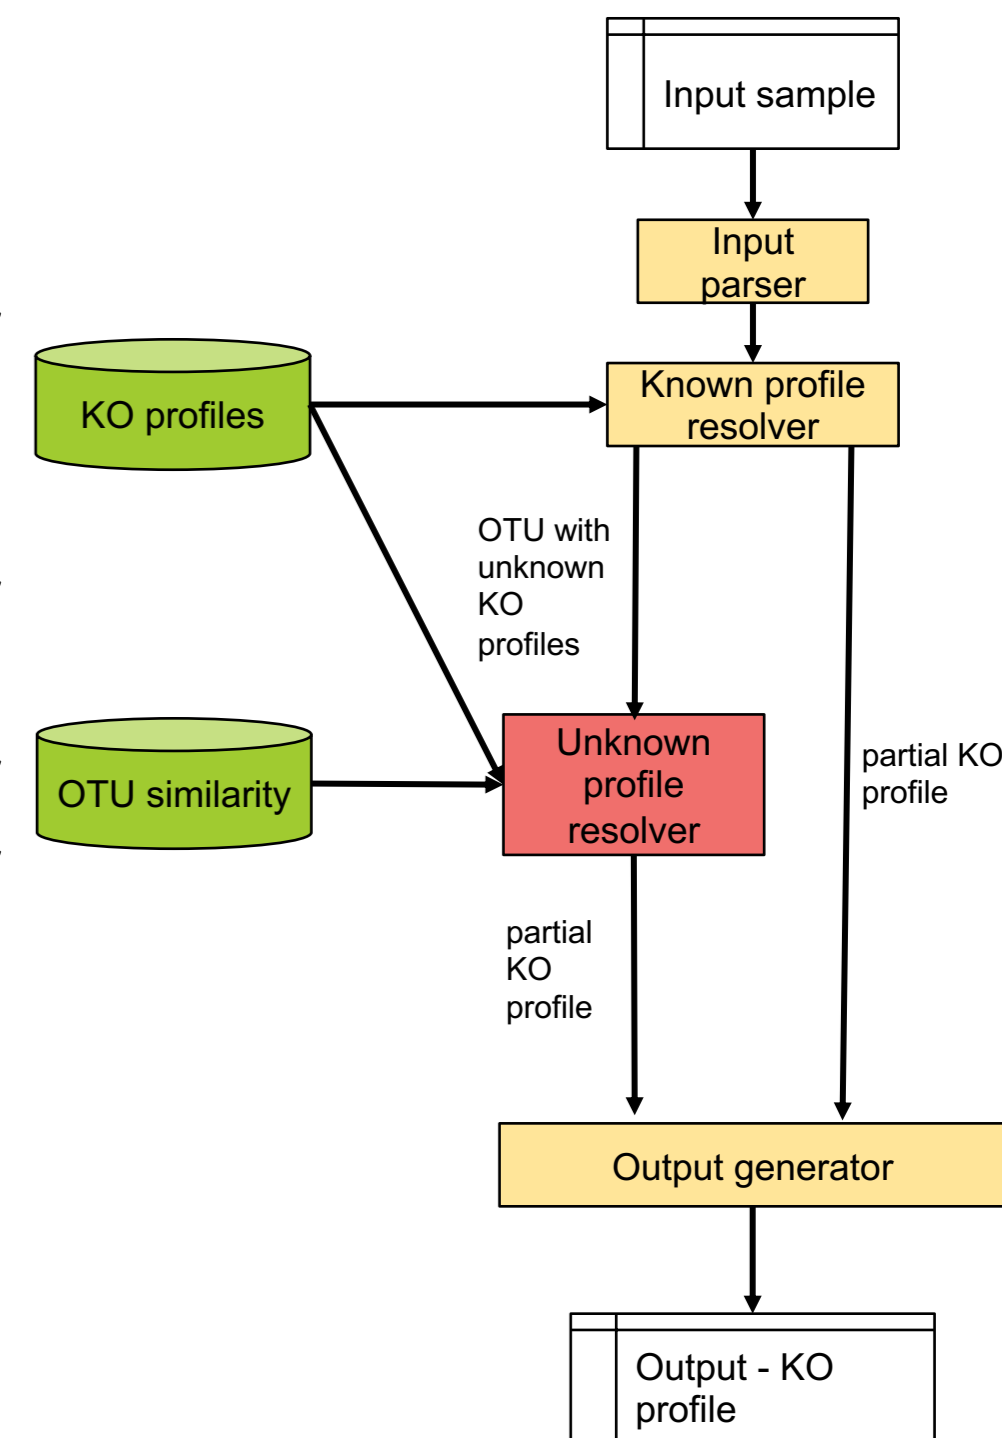 Input sample
Input
parser
KO profiles
Known profile
resolver
OTU with
unknown
KO
profiles
OTU similarity
Unknown
profile
resolver
partial KO
profile
partial
KO
profile
Output generator
Output - KO
profile